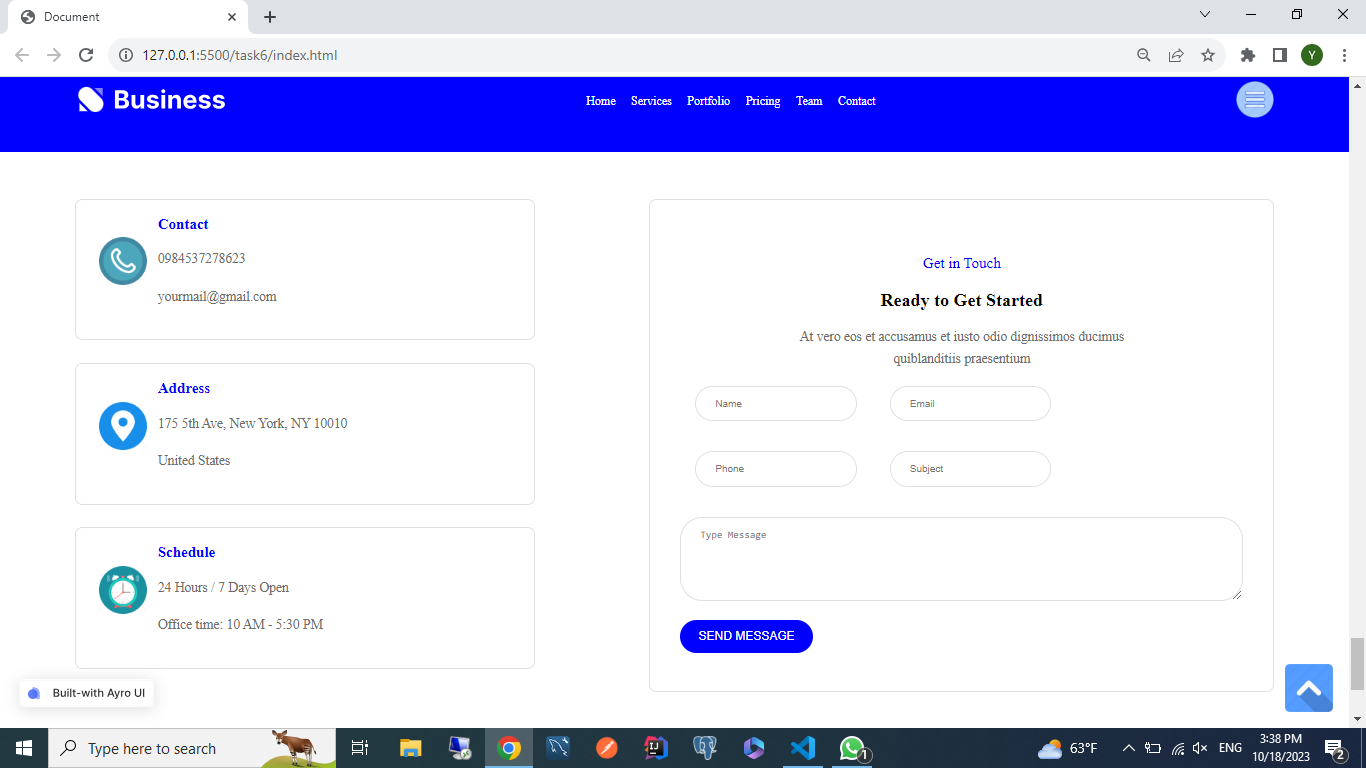 Document
127.0.0.1:5500/task6/index.html
Y
Business
Home Services Portfolio Pricing Team Contact
Contact
0984537278623
yourmail@gmail.com
Address
175 5th Ave, New York, NY 10010
United States
Schedule
24 Hours / 7 Days Open
Office time: 10 AM - 5:30 PM
Get in Touch
Ready to Get Started
At vero eos et accusamus et iusto odio dignissimos ducimus
quiblanditiis praesentium
Name
Email
Phone
Subject
Type Message
SEND MESSAGE
Built-with Ayro UI
Type here to search
IJ
1
63°F
ENG
3:38 PM
10/18/2023
2